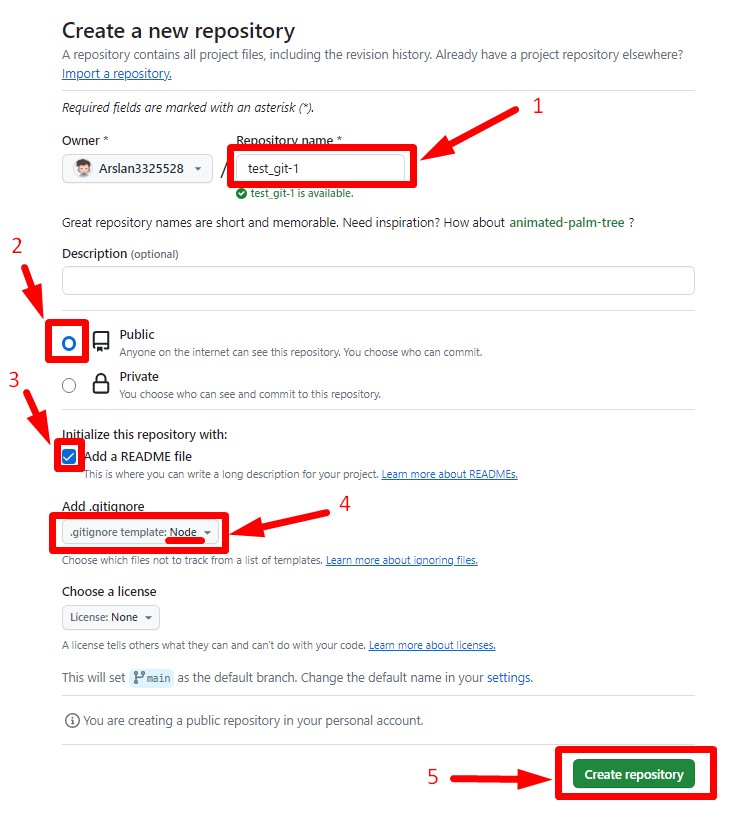 Create a new repository
A repository contains all project files, including the revision history. Already have a project repository elsewhere?
Import a repository.
Required fields are marked with an asterisk (*).
1
Owner *
Repository name *
Arslan3325528
/
test_git-1
test_git-1 is available.
Great repository names are short and memorable. Need inspiration? How about animated-palm-tree ?
2
Description (optional)
Public
Anyone on the internet can see this repository. You choose who can commit.
3
Private
You choose who can see and commit to this repository.
Initialize this repository with:
Add a README file
This is where you can write a long description for your project. Learn more about READMEs.
4
Add .gitignore
.gitignore template: Node
Choose which files not to track from a list of templates. Learn more about ignoring files.
Choose a license
License: None
A license tells others what they can and can't do with your code. Learn more about licenses.
This will set main as the default branch. Change the default name in your settings.
You are creating a public repository in your personal account.
5
Create repository